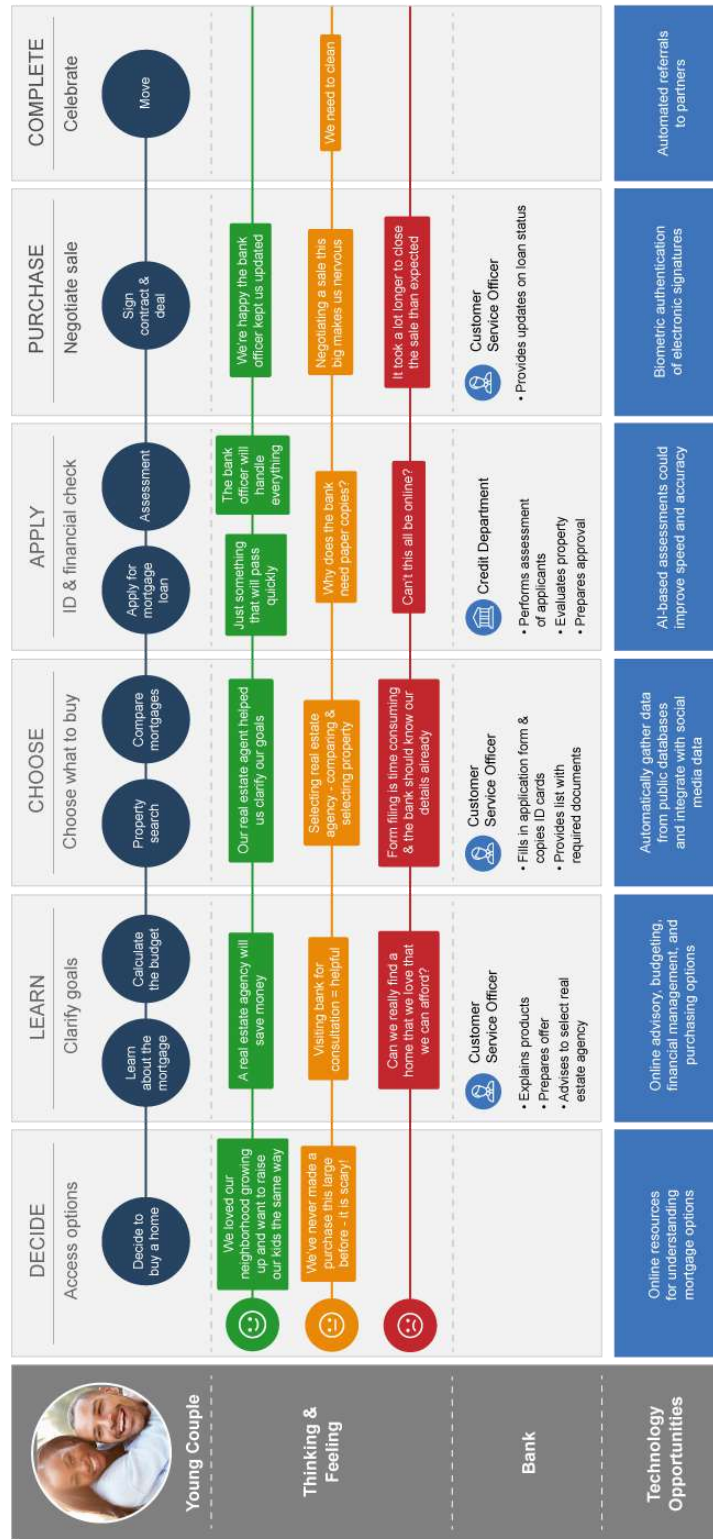 Young Couple
DECIDE
Access options
LEARN
Clarify goals
CHOOSE
Choose what to buy
APPLY
ID & financial check
PURCHASE
Negotiate sale
COMPLETE
Celebrate
Decide to
buy a home
Learn
about the
mortgage
Calculate
the budget
Property
search
Compare
mortgages
Apply for
mortgage
loan
Assessment
Sign
contract &
deal
Move
Thinking &
Feeling
We loved our
neighborhood growing
up and want to raise
our kids the same way
A real estate agency will
save money
Our real estate agent helped
us clarify our goals
Just something
that will pass
quickly
The bank
officer will
handle
everything
We're happy the bank
officer kept us updated
We've never made a
purchase this large
before - it is scary!
Visiting bank for
consultation = helpful
Selecting real estate
agency - comparing &
selecting property
Why does the bank
need paper copies?
Negotiating a sale this
big makes us nervous
We need to clean
Can we really find a
home that we love that
we can afford?
Form filing is time consuming
& the bank should know our
details already
Can't this all be online?
It took a lot longer to close
the sale than expected
Bank
Customer
Service Officer
• Explains products
• Prepares offer
• Advises to select real
estate agency
Customer
Service Officer
• Fills in application form &
copies ID cards
• Provides list with
required documents
Credit Department
• Performs assessment
of applicants
• Evaluates property
• Prepares approval
Customer
Service Officer
• Provides updates on loan status
Technology
Opportunities
Online resources
for understanding
mortgage options
Online advisory, budgeting,
financial management, and
purchasing options
Automatically gather data
from public databases
and integrate with social
media data
AI-based assessments could
improve speed and accuracy
Biometric authentication
of electronic signatures
Automated referrals
to partners